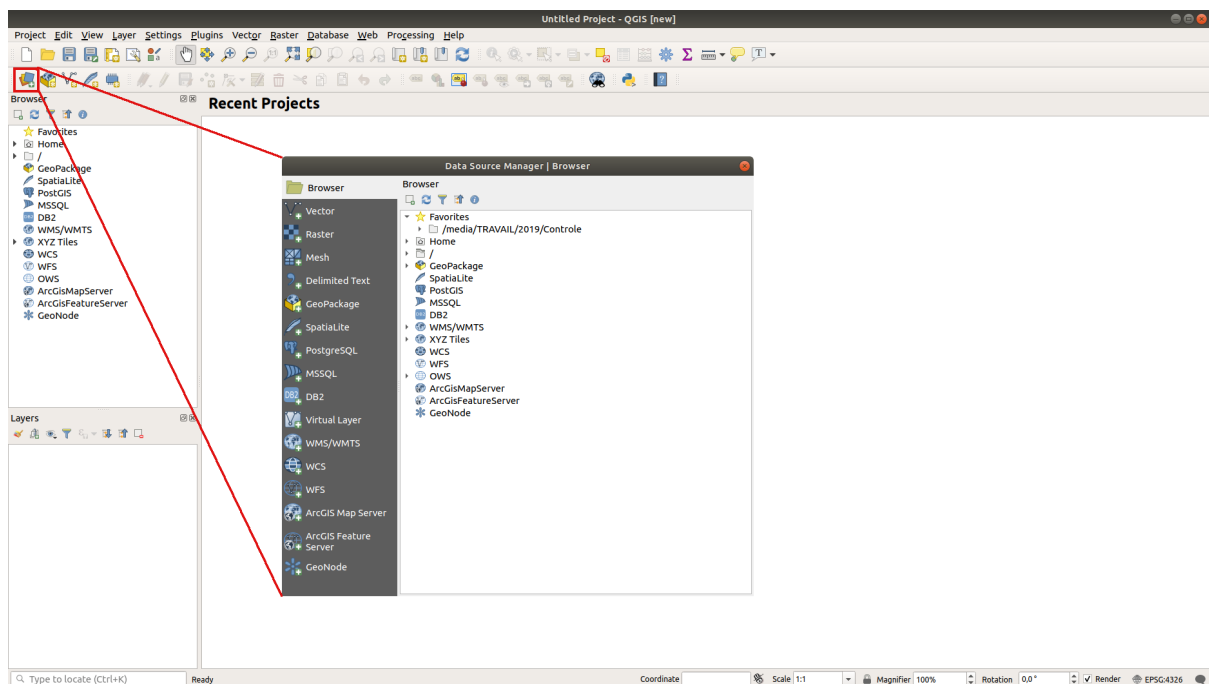 Untitled Project - QGIS [new]
Project Edit View Layer Settings Plugins Vector Raster Database Web Processing Help
Browser
Favorites
Home
/
GeoPackage
SpatiaLite
PostGIS
MSSQL
DB2
WMS/WMTS
XYZ Tiles
WCS
WFS
OWS
ArcGisMapServer
ArcGisFeatureServer
GeoNode
Layers
Recent Projects
Data Source Manager | Browser
Browser
Vector
Raster
Mesh
Delimited Text
GeoPackage
SpatiaLite
PostgreSQL
MSSQL
DB2
Virtual Layer
WMS/WMTS
WCS
WFS
ArcGIS Map Server
ArcGIS Feature
Server
GeoNode
Browser
Favorites
/media/TRAVAIL/2019/Controle
Home
/
GeoPackage
SpatiaLite
PostGIS
MSSQL
DB2
WMS/WMTS
XYZ Tiles
WCS
WFS
OWS
ArcGisMapServer
ArcGisFeatureServer
GeoNode
Type to locate (Ctrl+K) Ready Coordinate Scale 1:1 Magnifier 100% Rotation 0,0 ° Render EPSG:4326